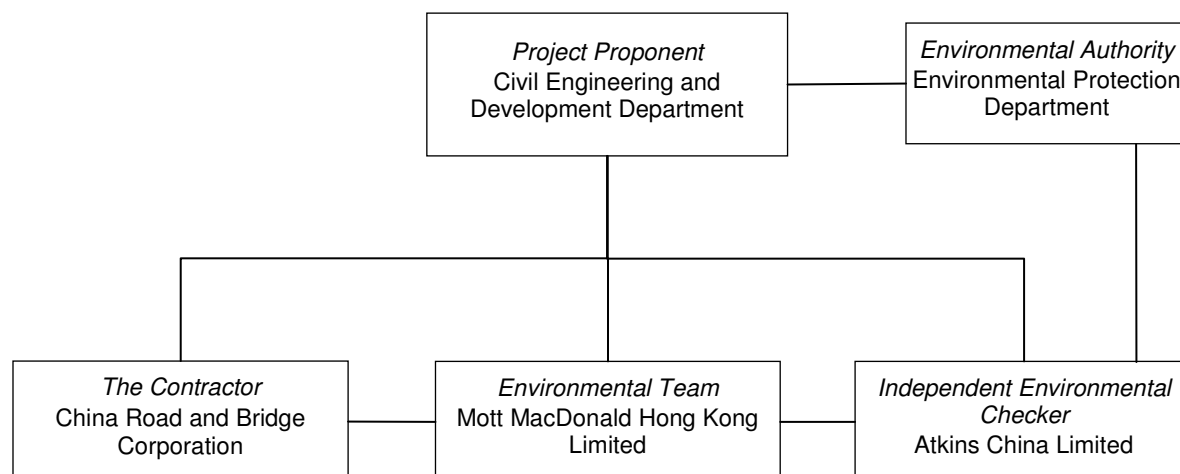 Project Proponent
Civil Engineering and
Development Department
Environmental Authority
Environmental Protection
Department
The Contractor
China Road and Bridge
Corporation
Environmental Team
Mott MacDonald Hong Kong
Limited
Independent Environmental
Checker
Atkins China Limited